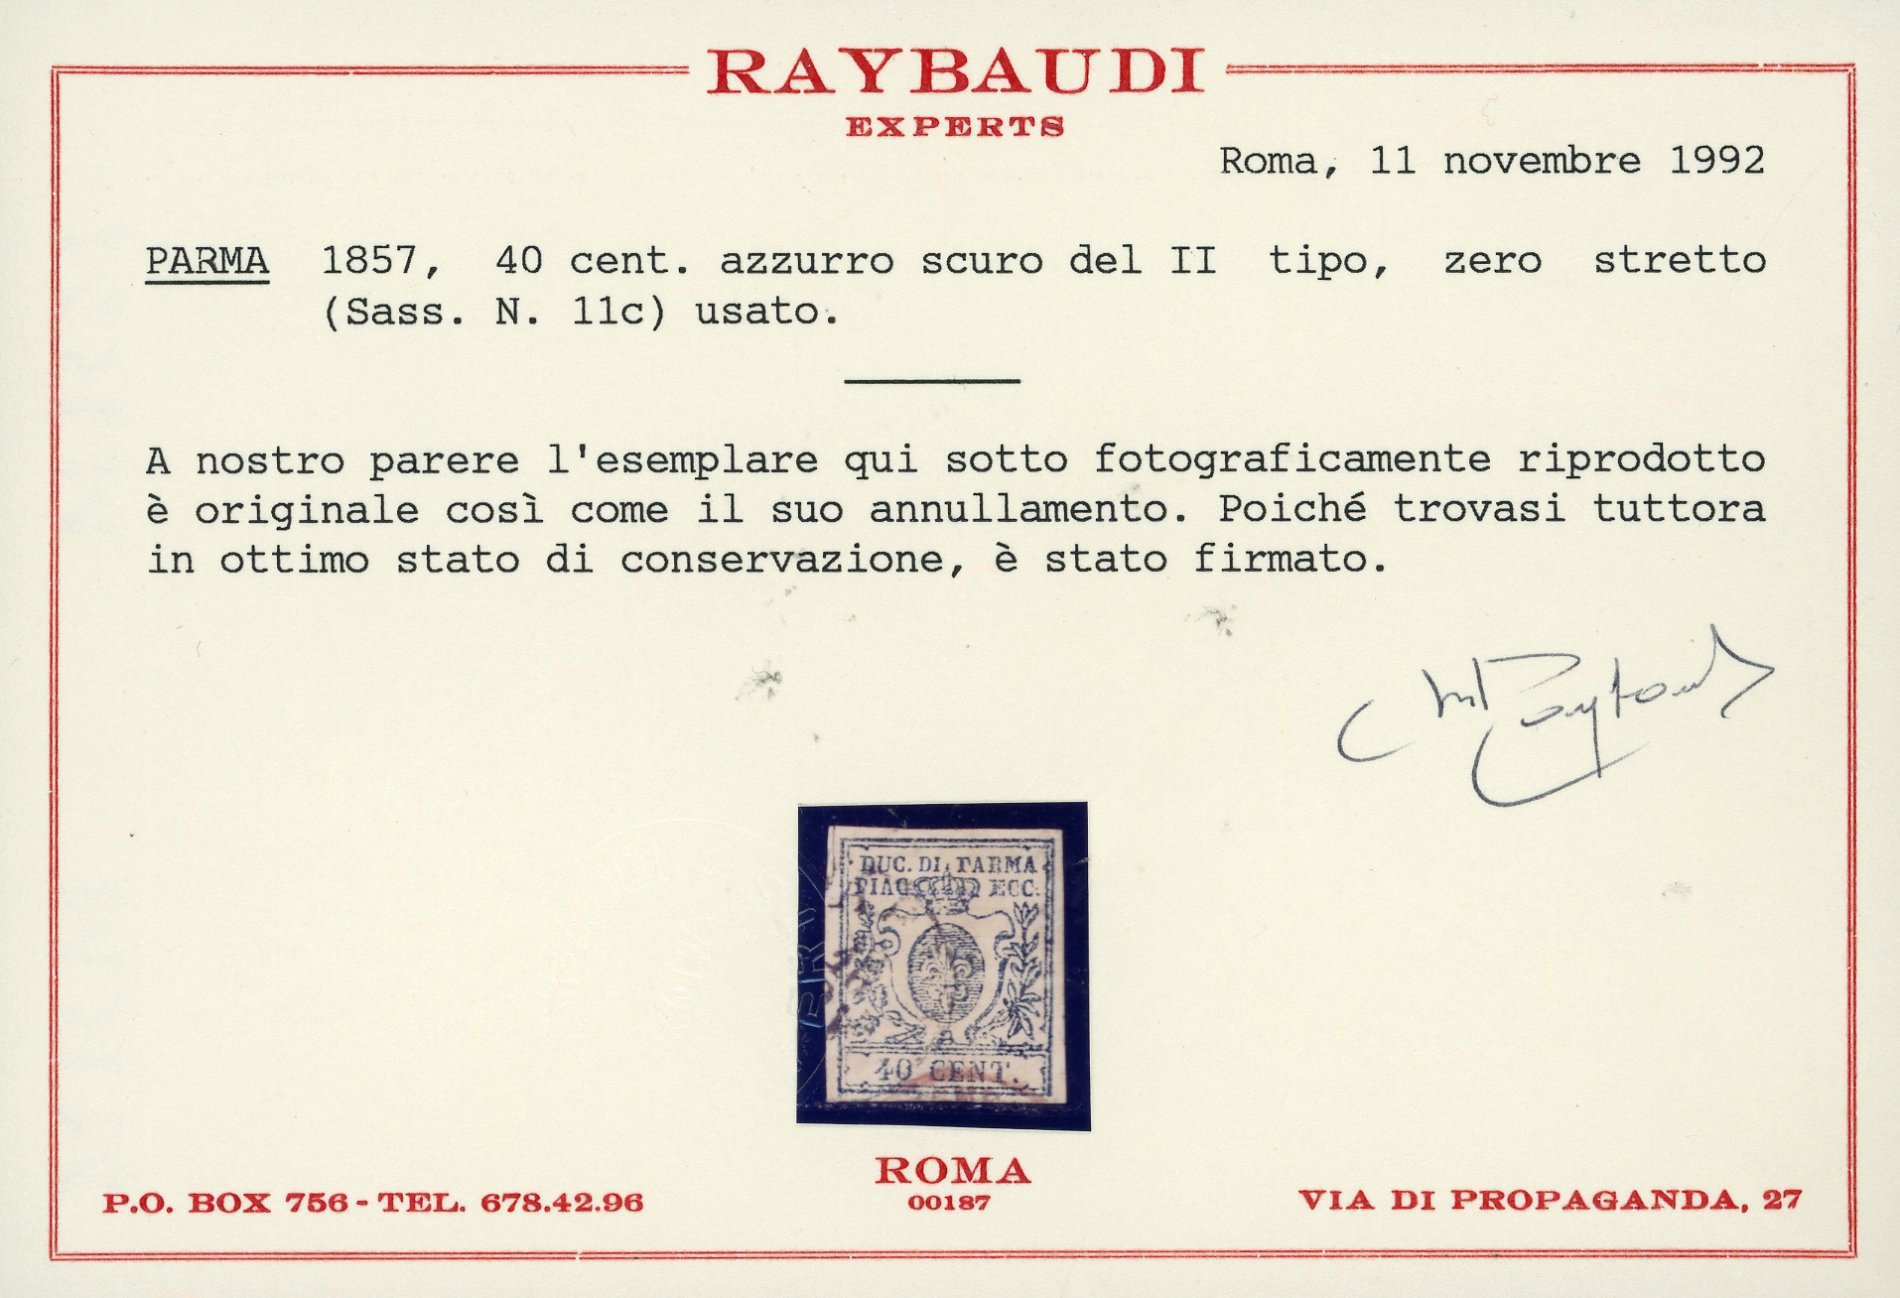 RAYBAUDI
EXPERTS
Roma, 11 novembre 1992
PARMA 1857, 40 cent. azzurro scuro del II tipo, zero stretto
(Sass. N. 11c) usato.
A nostro parere l'esemplare qui sotto fotograficamente riprodotto
è originale così come il suo annullamento. Poiché trovasi tuttora
in ottimo stato di conservazione, è stato firmato.
DUC. DI PARMA
PIAC ECC.
40 CENT.
ROMA
00187
P.O. BOX 756 - TEL. 678.42.96
VIA DI PROPAGANDA, 27